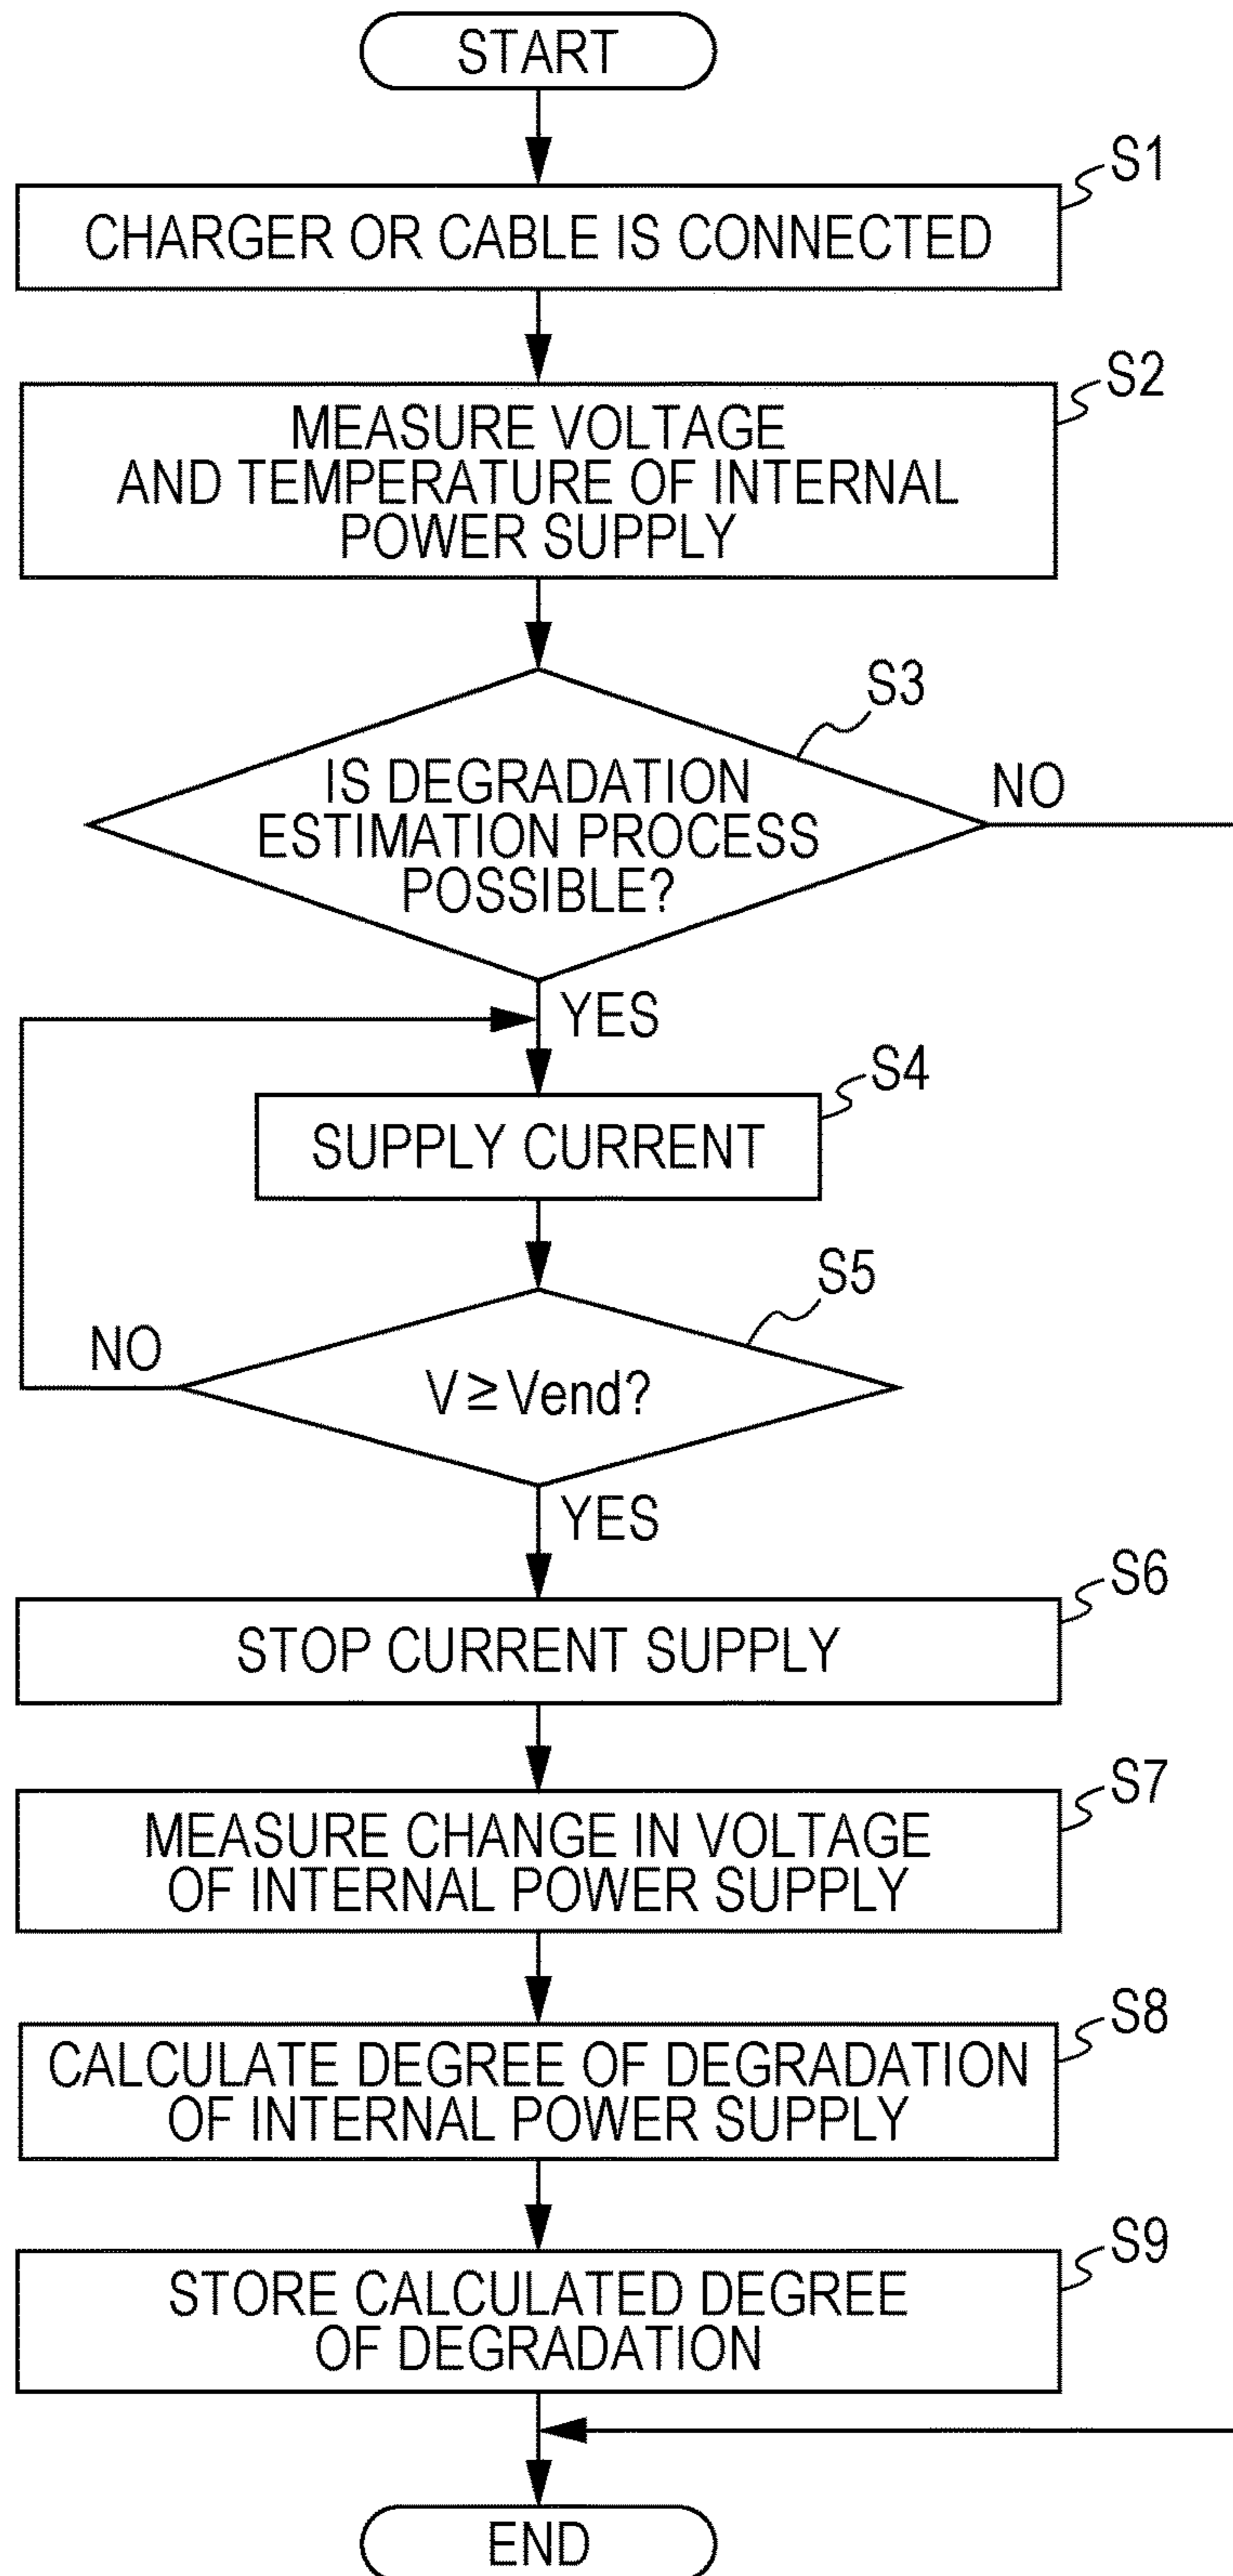 START
S1
CHARGER OR CABLE IS CONNECTED
S2
MEASURE VOLTAGE
AND TEMPERATURE OF INTERNAL
POWER SUPPLY
S3
IS DEGRADATION
ESTIMATION PROCESS
POSSIBLE?
NO
YES
S4
SUPPLY CURRENT
S5
NO
V ≥ Vend?
YES
S6
STOP CURRENT SUPPLY
S7
MEASURE CHANGE IN VOLTAGE
OF INTERNAL POWER SUPPLY
S8
CALCULATE DEGREE OF DEGRADATION
OF INTERNAL POWER SUPPLY
S9
STORE CALCULATED DEGREE
OF DEGRADATION
END